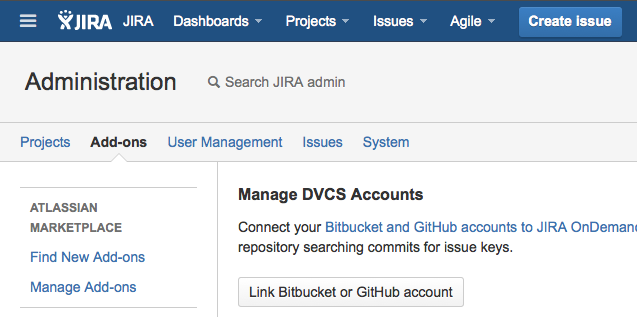 JIRA JIRA Dashboards Projects Issues Agile Create issue
Administration Search JIRA admin
Projects Add-ons User Management Issues System
ATLASSIAN
MARKETPLACE
Find New Add-ons
Manage Add-ons
Manage DVCS Accounts
Connect your Bitbucket and GitHub accounts to JIRA OnDeman
repository searching commits for issue keys.
Link Bitbucket or GitHub account